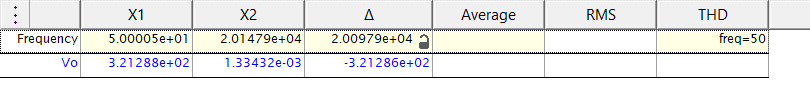 X1 X2 Δ Average RMS THD
Frequency 5.00005e+01 2.01479e+04 2.00979e+04 freq=50
Vo 3.21288e+02 1.33432e-03 -3.21286e+02